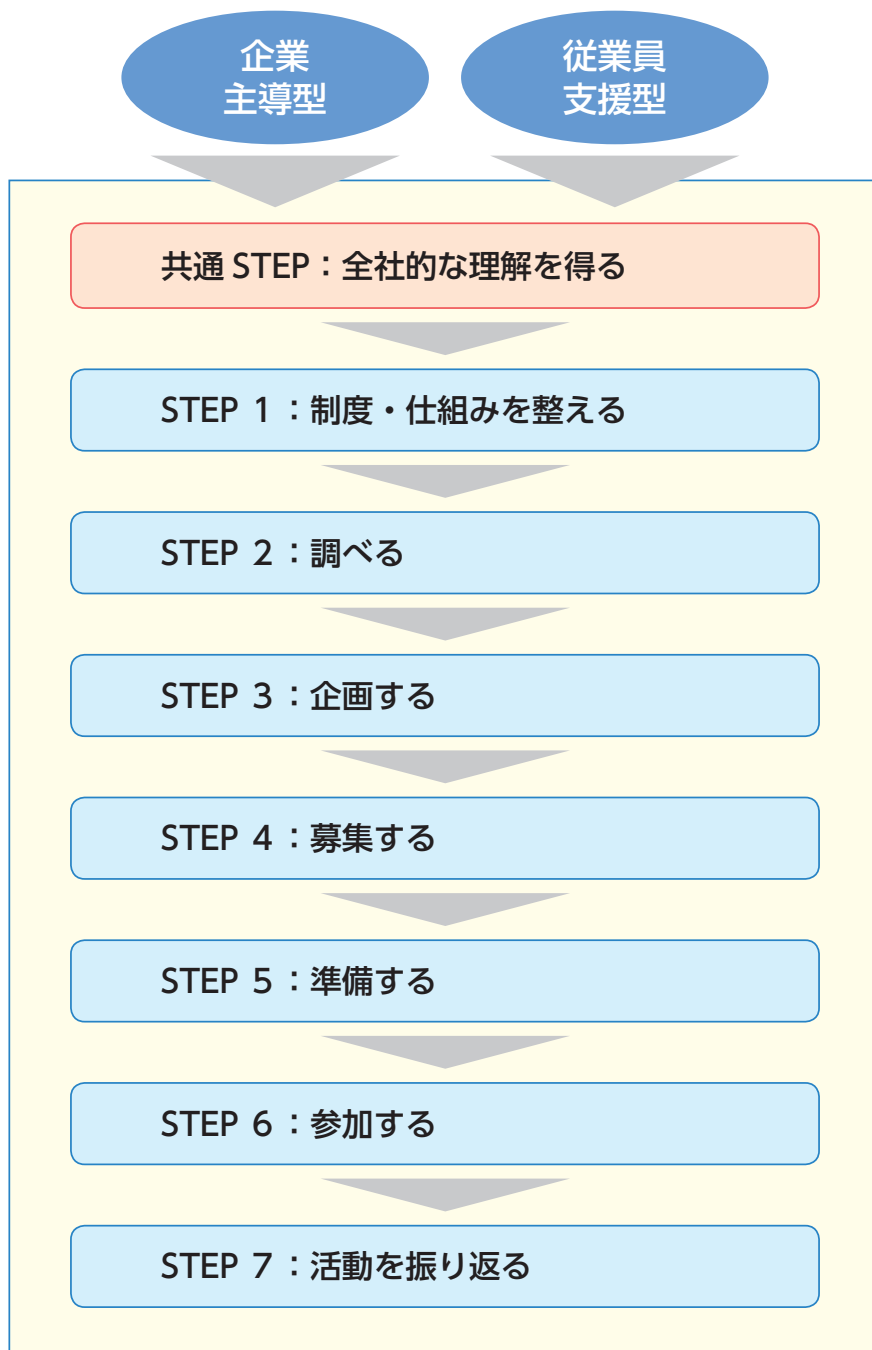 企業
主導型
従業員
支援型
共通 STEP：全社的な理解を得る
STEP 1：制度・仕組みを整える
STEP 2：調べる
STEP 3：企画する
STEP 4：募集する
STEP 5：準備する
STEP 6：参加する
STEP 7：活動を振り返る